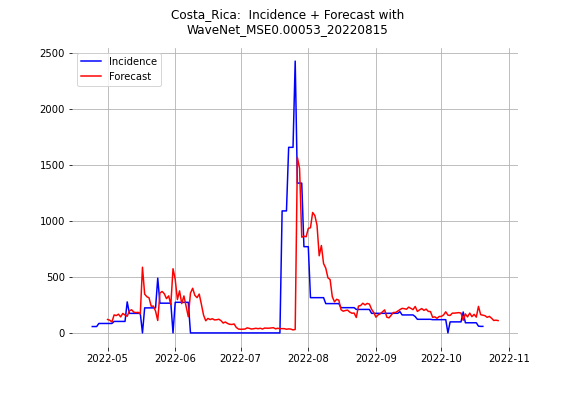 Costa_Rica:  Incidence + Forecast with
WaveNet_MSE0.00053_20220815
Incidence
Forecast
2500
2000
1500
1000
500
0
2022-05 2022-06 2022-07 2022-08 2022-09 2022-10 2022-11